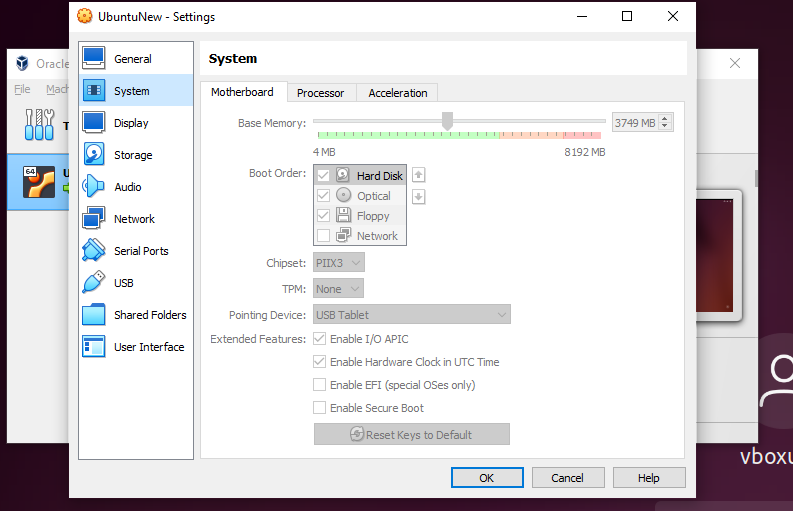 UbuntuNew - Settings
Oracle
File Mach
64
General
System
Display
Storage
Audio
Network
Serial Ports
USB
Shared Folders
User Interface
System
Motherboard Processor Acceleration
Base Memory: 3749 MB
4 MB 8192 MB
Boot Order: Hard Disk
Optical
Floppy
Network
Chipset: PIIX3
TPM: None
Pointing Device: USB Tablet
Extended Features: Enable I/O APIC
Enable Hardware Clock in UTC Time
Enable EFI (special OSes only)
Enable Secure Boot
Reset Keys to Default
OK Cancel Help
vboxu